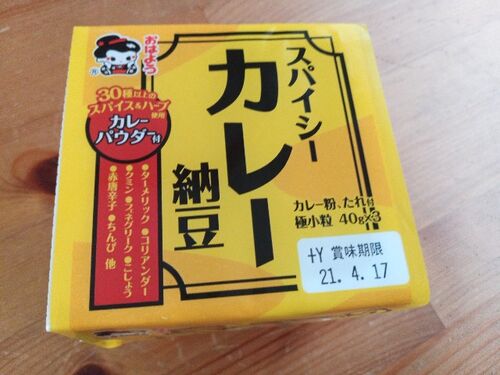 おはよう
30種以上の
スパイス&ハーブ使用
カレー
パウダー付
●ターメリック ●コリアンダー
●クミン ●フェネグリーク ●こしょう
●赤唐辛子 ●ちんぴ 他
スパイシー
カレー
納豆
カレー粉、たれ付
極小粒 40g×3
+Y 賞味期限
21. 4. 17